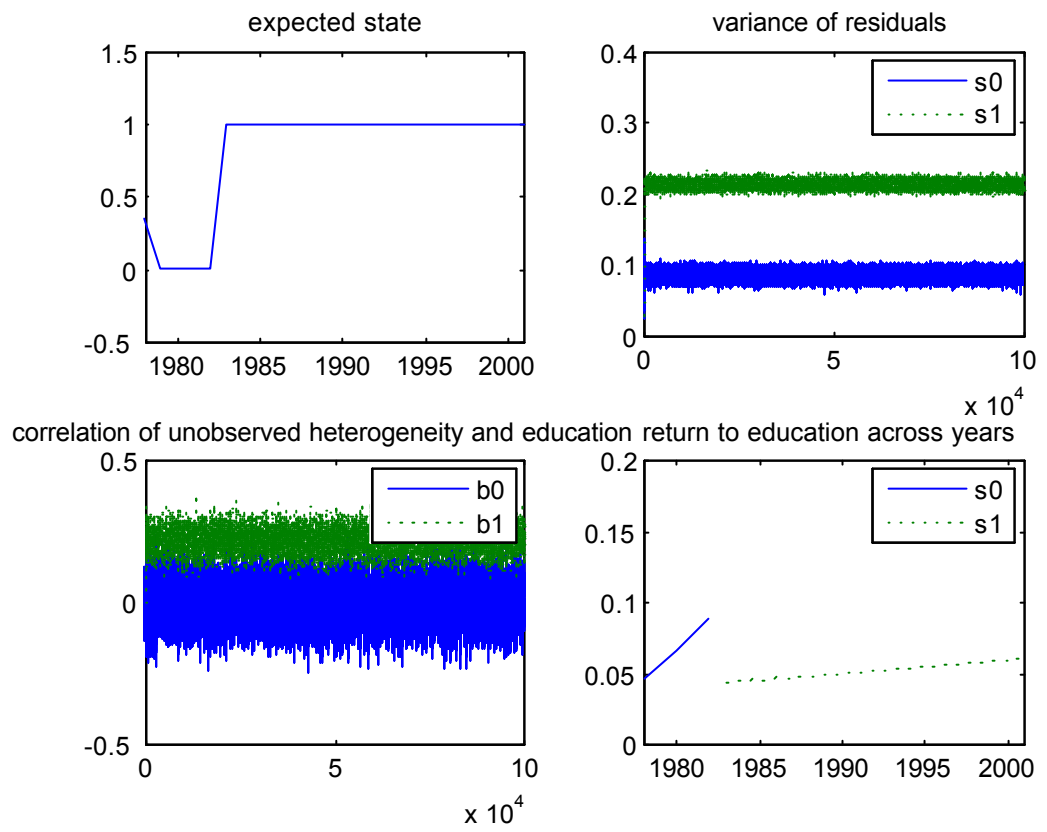 expected state
1.5
1
0.5
0
-0.5
1980 1985 1990 1995 2000
variance of residuals
0.4
0.3
0.2
0.1
0
0 5 10
x 10^4
s0
s1
correlation of unobserved heterogeneity and education
0.5
0
-0.5
0 5 10
x 10^4
b0
b1
return to education across years
0.2
0.15
0.1
0.05
0
1980 1985 1990 1995 2000
s0
s1